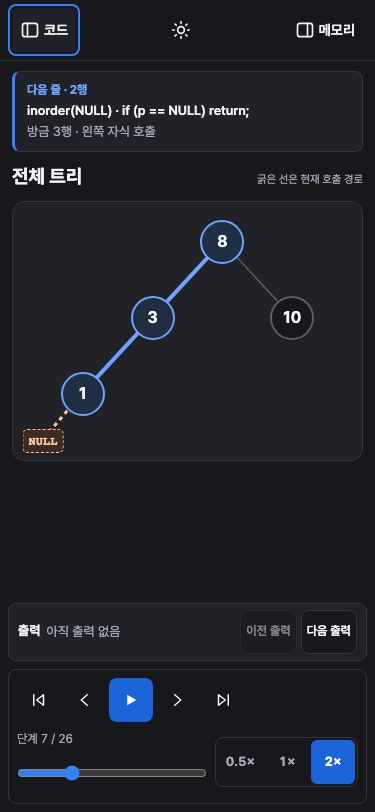 코드
메모리
다음 줄 · 2행
inorder(NULL) · if (p == NULL) return;
방금 3행 · 왼쪽 자식 호출
전체 트리
굵은 선은 현재 호출 경로
8
3
10
1
NULL
출력 아직 출력 없음
이전 출력
다음 출력
단계 7 / 26
0.5×
1×
2×